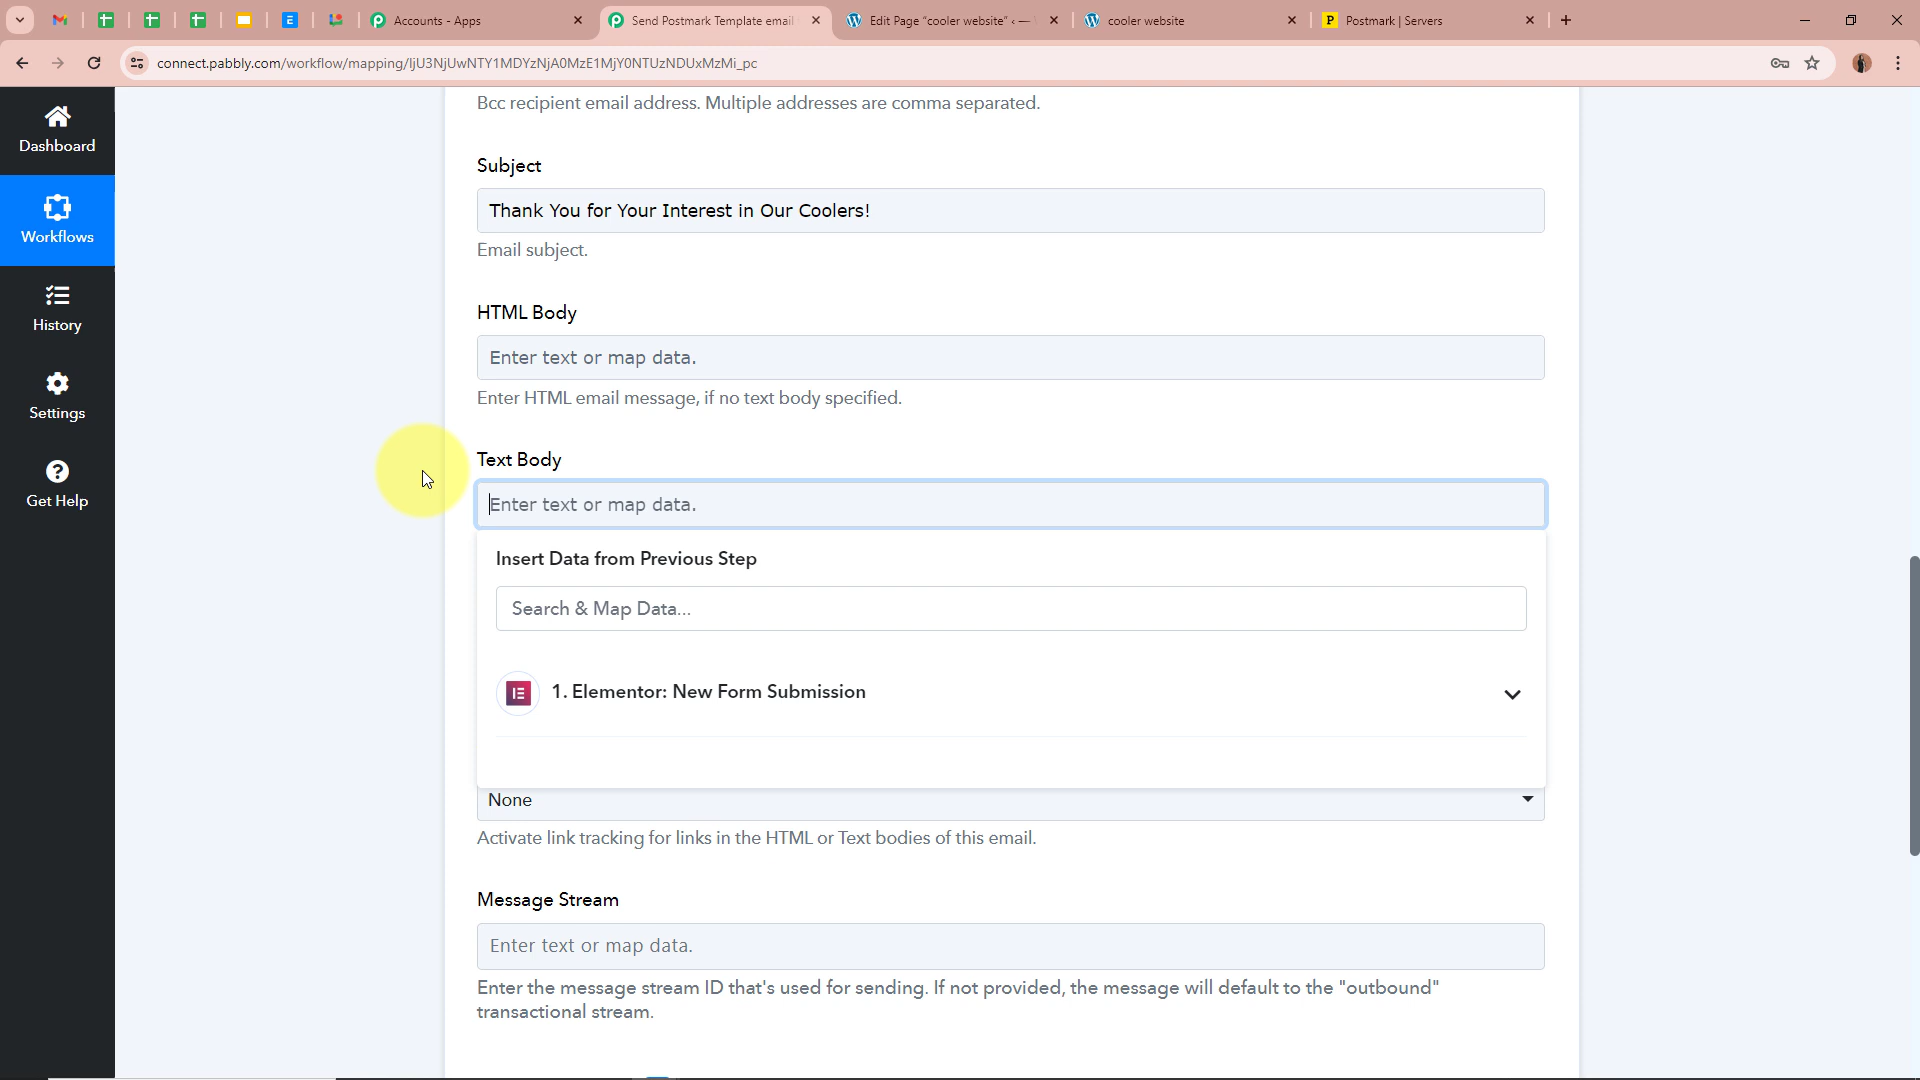 Accounts - Apps
Send Postmark Template email
Edit Page "cooler website" ‹ —
cooler website
P
Postmark | Servers
connect.pabbly.com/workflow/mapping/IjU3NjUwNTY1MDYzNjA0MzE1MjY0NTUzNDUxMzMi_pc
Dashboard
Workflows
History
Settings
Get Help
Bcc recipient email address. Multiple addresses are comma separated.
Subject
Thank You for Your Interest in Our Coolers!
Email subject.
HTML Body
Enter text or map data.
Enter HTML email message, if no text body specified.
Text Body
Enter text or map data.
Insert Data from Previous Step
Search & Map Data...
1. Elementor: New Form Submission
None
Activate link tracking for links in the HTML or Text bodies of this email.
Message Stream
Enter text or map data.
Enter the message stream ID that's used for sending. If not provided, the message will default to the "outbound"
transactional stream.